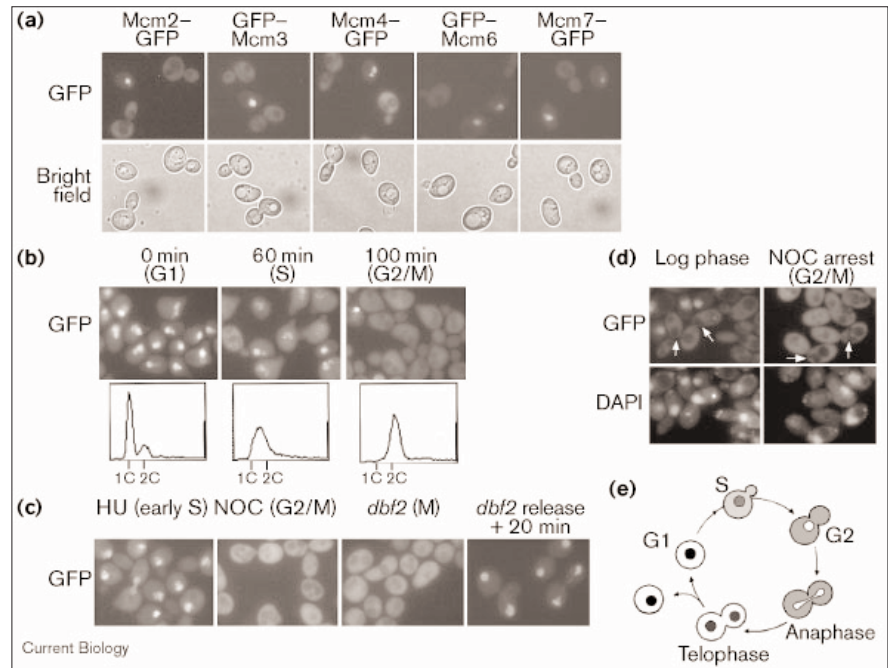 (a)
Mcm2– GFP– Mcm4– GFP– Mcm7–
GFP Mcm3 GFP Mcm6 GFP
GFP
Bright
field
(b)
0 min 60 min 100 min
(G1) (S) (G2/M)
GFP
1C 2C 1C 2C 1C 2C
(c)
HU (early S) NOC (G2/M) dbf2 (M) dbf2 release
+ 20 min
GFP
(d)
Log phase NOC arrest
(G2/M)
GFP
DAPI
(e)
S
G1
G2
Anaphase
Telophase
Current Biology